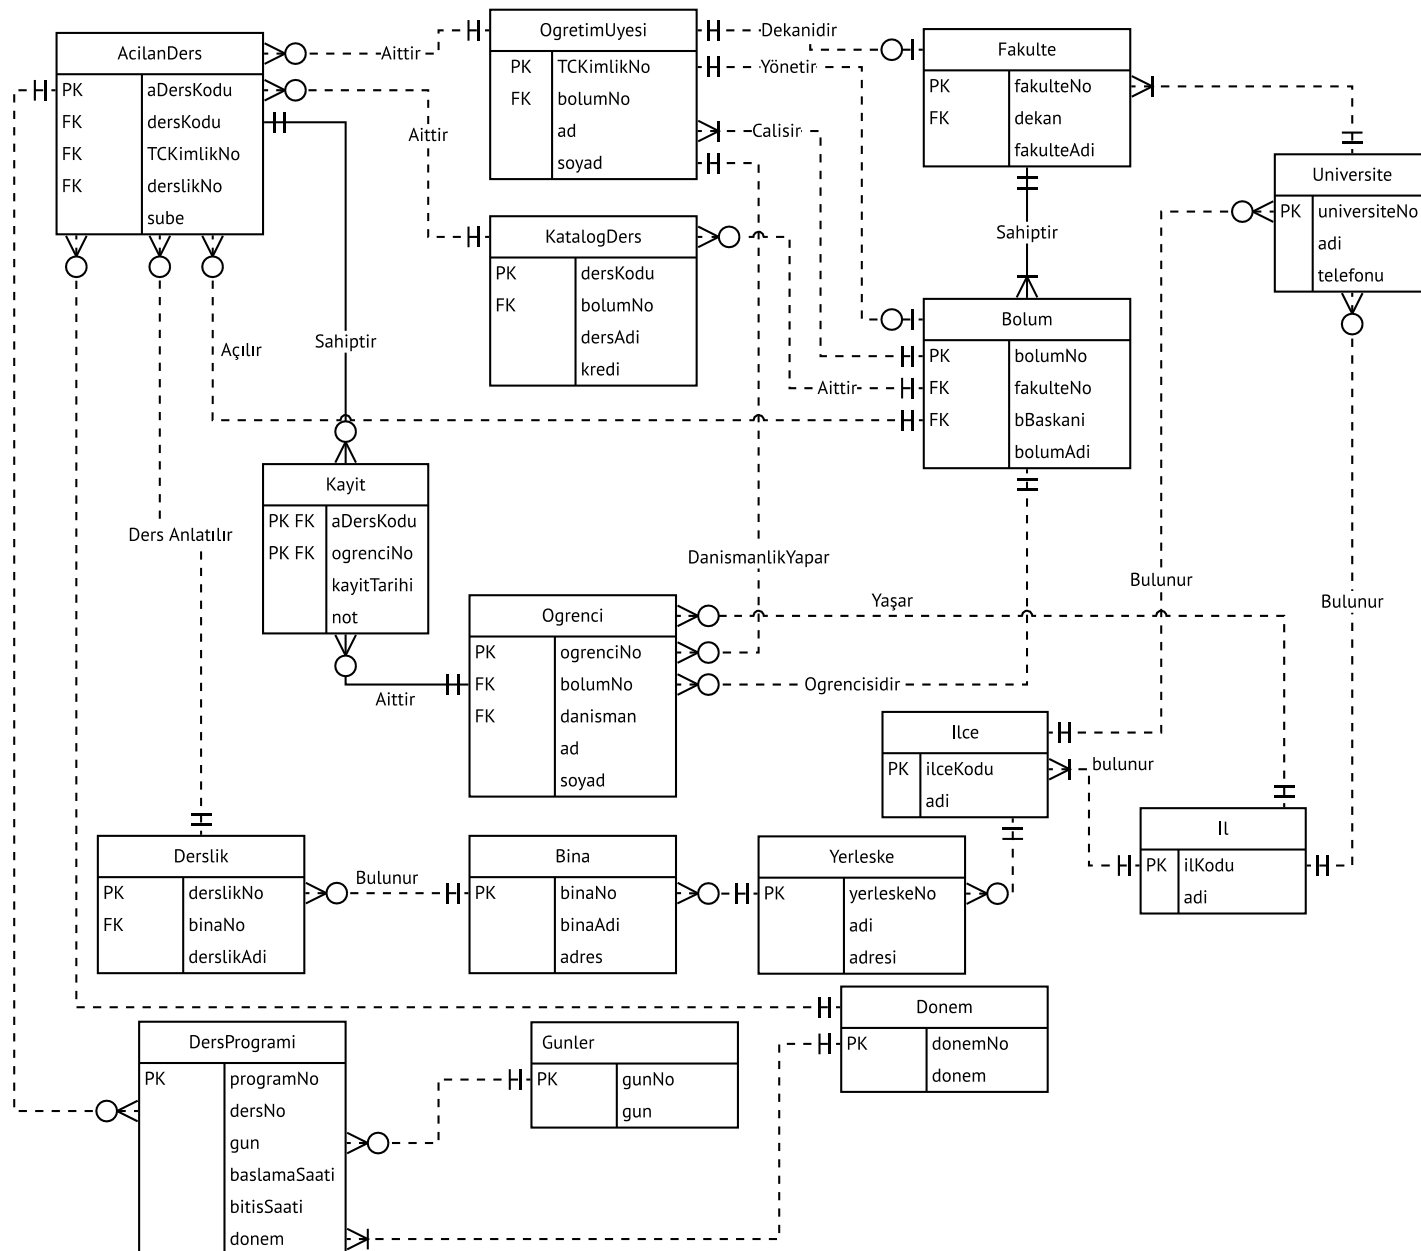 AcilanDers
PK aDersKodu
FK dersKodu
FK TCKimlikNo
FK derslikNo
sube
Aittir
OgretimUyesi
PK TCKimlikNo
FK bolumNo
ad
soyad
Dekanidir
Yönetir
Calisir
Fakulte
PK fakulteNo
FK dekan
fakulteAdi
Universite
PK universiteNo
adi
telefonu
Aittir
KatalogDers
PK dersKodu
FK bolumNo
dersAdi
kredi
Sahiptir
Bolum
PK bolumNo
FK fakulteNo
FK bBaskani
bolumAdi
Aittir
Açılır
Sahiptir
Kayit
PK FK aDersKodu
PK FK ogrenciNo
kayitTarihi
not
Ders Anlatılır
DanismanlikYapar
Bulunur
Bulunur
Yaşar
Ogrenci
PK ogrenciNo
FK bolumNo
FK danisman
ad
soyad
Aittir
Ogrencisidir
Ilce
PK ilceKodu
adi
bulunur
Il
PK ilKodu
adi
Derslik
PK derslikNo
FK binaNo
derslikAdi
Bulunur
Bina
PK binaNo
binaAdi
adres
Yerleske
PK yerleskeNo
adi
adresi
Donem
PK donemNo
donem
DersProgrami
PK programNo
dersNo
gun
baslamaSaati
bitisSaati
donem
Gunler
PK gunNo
gun